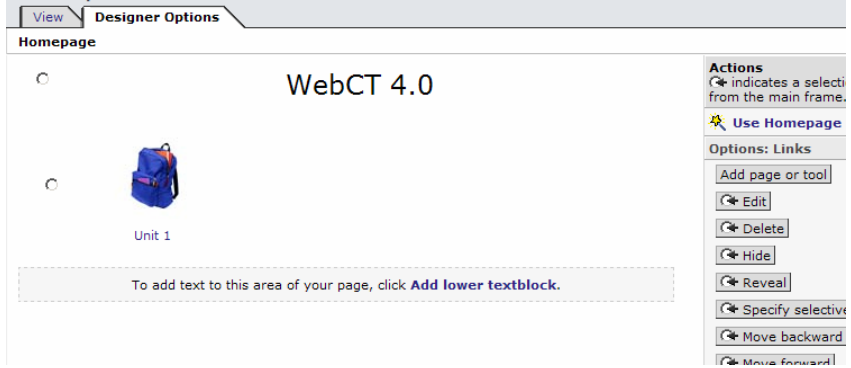 View
Designer Options
Homepage
WebCT 4.0
Unit 1
To add text to this area of your page, click Add lower textblock.
Actions
indicates a selecti
from the main frame.
Use Homepage
Options: Links
Add page or tool
Edit
Delete
Hide
Reveal
Specify selective
Move backward
Move forward